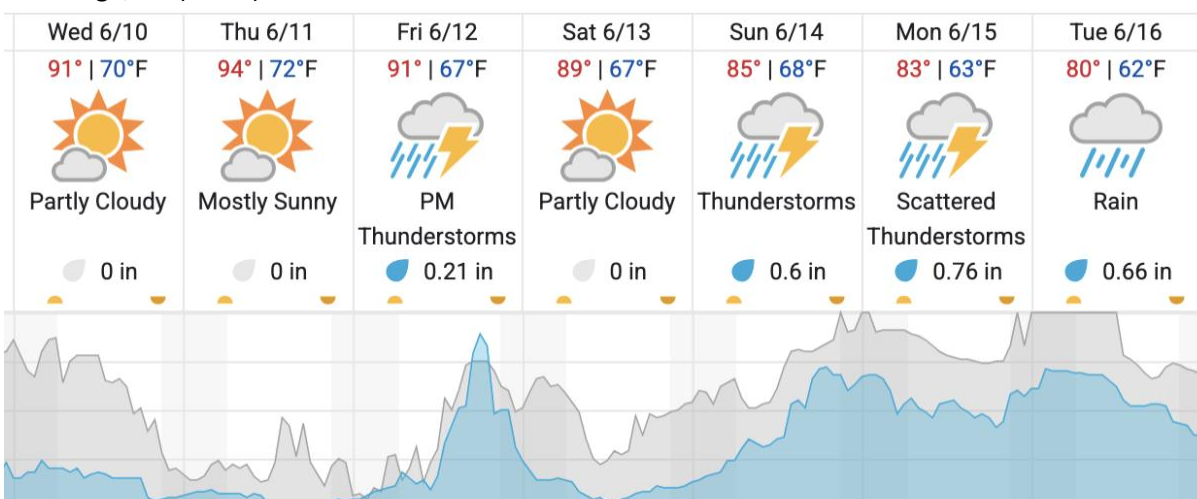 Wed 6/10
Thu 6/11
Fri 6/12
Sat 6/13
Sun 6/14
Mon 6/15
Tue 6/16
91° | 70°F
94° | 72°F
91° | 67°F
89° | 67°F
85° | 68°F
83° | 63°F
80° | 62°F
Partly Cloudy
Mostly Sunny
PM
Thunderstorms
Partly Cloudy
Thunderstorms
Scattered
Thunderstorms
Rain
0 in
0 in
0.21 in
0 in
0.6 in
0.76 in
0.66 in